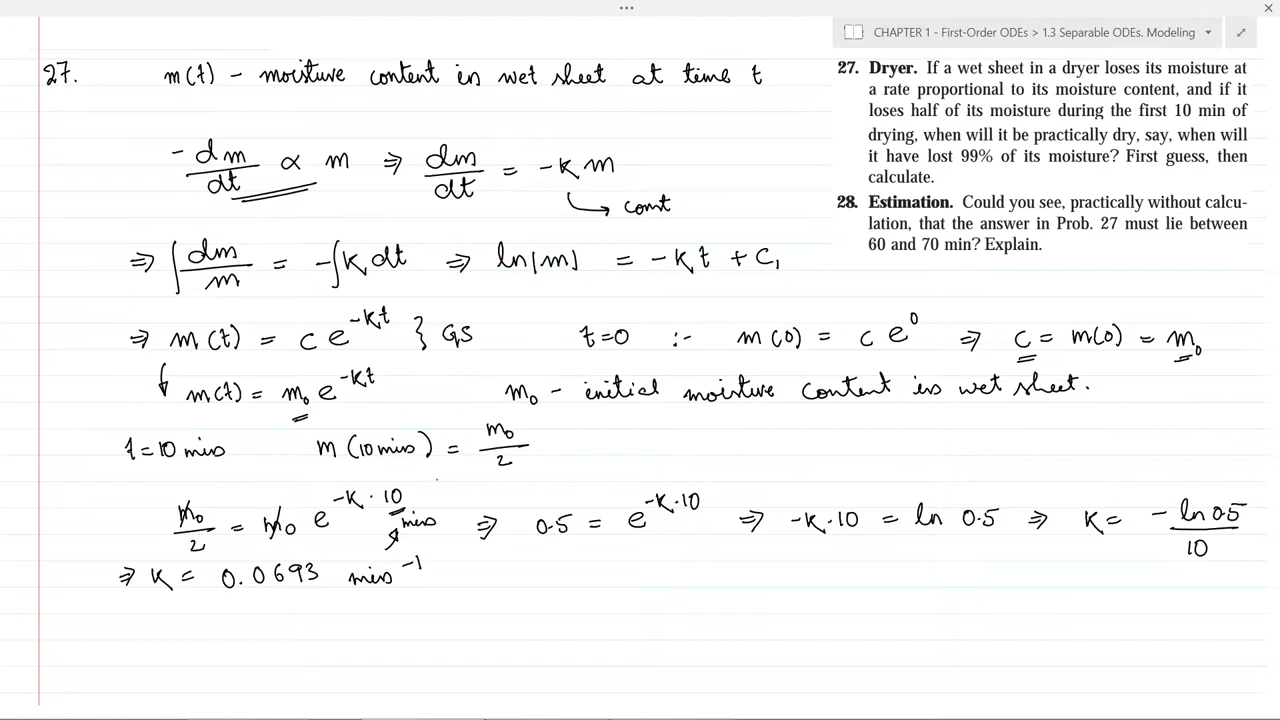 CHAPTER 1 - First-Order ODEs > 1.3 Separable ODEs. Modeling
27. m(t) - moisture content in wet sheet at time t
27. Dryer. If a wet sheet in a dryer loses its moisture at
a rate proportional to its moisture content, and if it
loses half of its moisture during the first 10 min of
drying, when will it be practically dry, say, when will
it have lost 99% of its moisture? First guess, then
calculate.
28. Estimation. Could you see, practically without calcu-
lation, that the answer in Prob. 27 must lie between
60 and 70 min? Explain.
-dm/dt ∝ m ⇒ dm/dt = -km
const
⇒ ∫dm/m = -∫k dt ⇒ ln|m| = -kt + C₁
⇒ m(t) = c e^(-kt) } GS t=0 :- m(0) = c e^0 ⇒ c = m(0) = m₀
m(t) = m₀ e^(-kt) m₀ - initial moisture content in wet sheet.
t = 10 mins m(10 mins) = m₀/2
m₀/2 = m₀ e^(-k·10) mins ⇒ 0.5 = e^(-k·10) ⇒ -k·10 = ln 0.5 ⇒ k = -ln 0.5/10
⇒ k = 0.0693 mins⁻¹